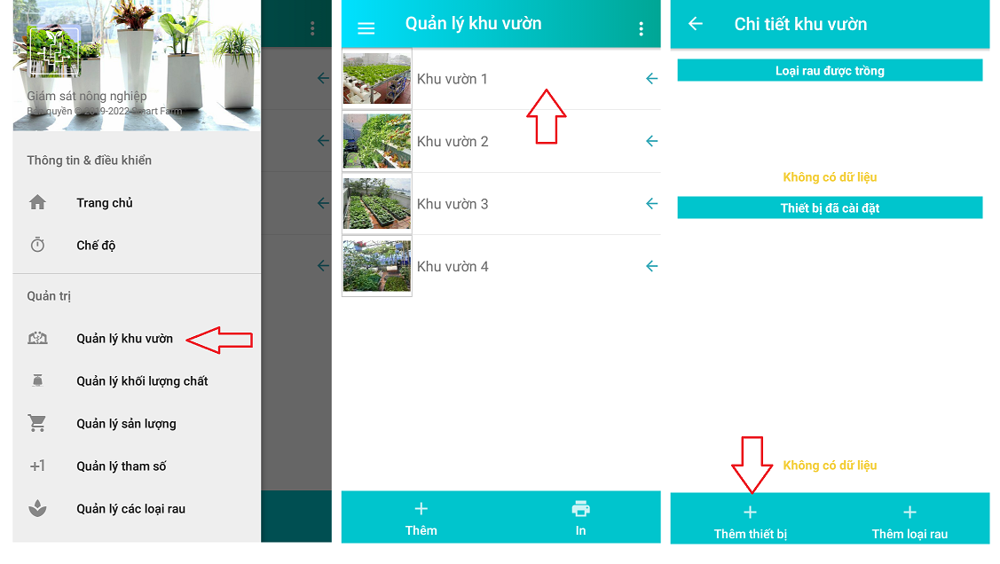 Giám sát nông nghiệp
Bản quyền © 2019-2022 Smart Farm
Thông tin & điều khiển
Trang chủ
Chế độ
Quản trị
Quản lý khu vườn
Quản lý khối lượng chất
Quản lý sản lượng
+1
Quản lý tham số
Quản lý các loại rau
Quản lý khu vườn
Khu vườn 1
Khu vườn 2
Khu vườn 3
Khu vườn 4
Thêm
In
Chi tiết khu vườn
Loại rau được trồng
Không có dữ liệu
Thiết bị đã cài đặt
Không có dữ liệu
Thêm thiết bị
Thêm loại rau